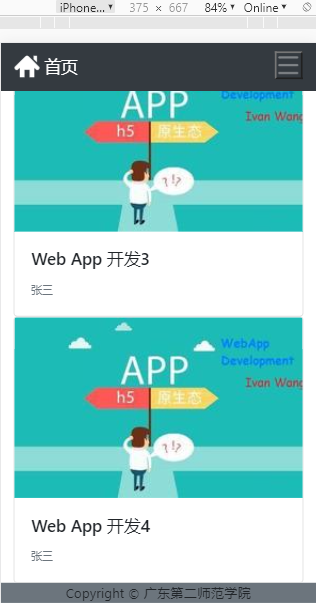 iPhone... 375 × 667 84% Online
首页
APP
Development
Ivan Wang
h5 原生态
? ! ?
Web App 开发3
张三
WebApp
APP
Development
h5 原生态
Ivan Wang
? ! ?
Web App 开发4
张三
Copyright © 广东第二师范学院